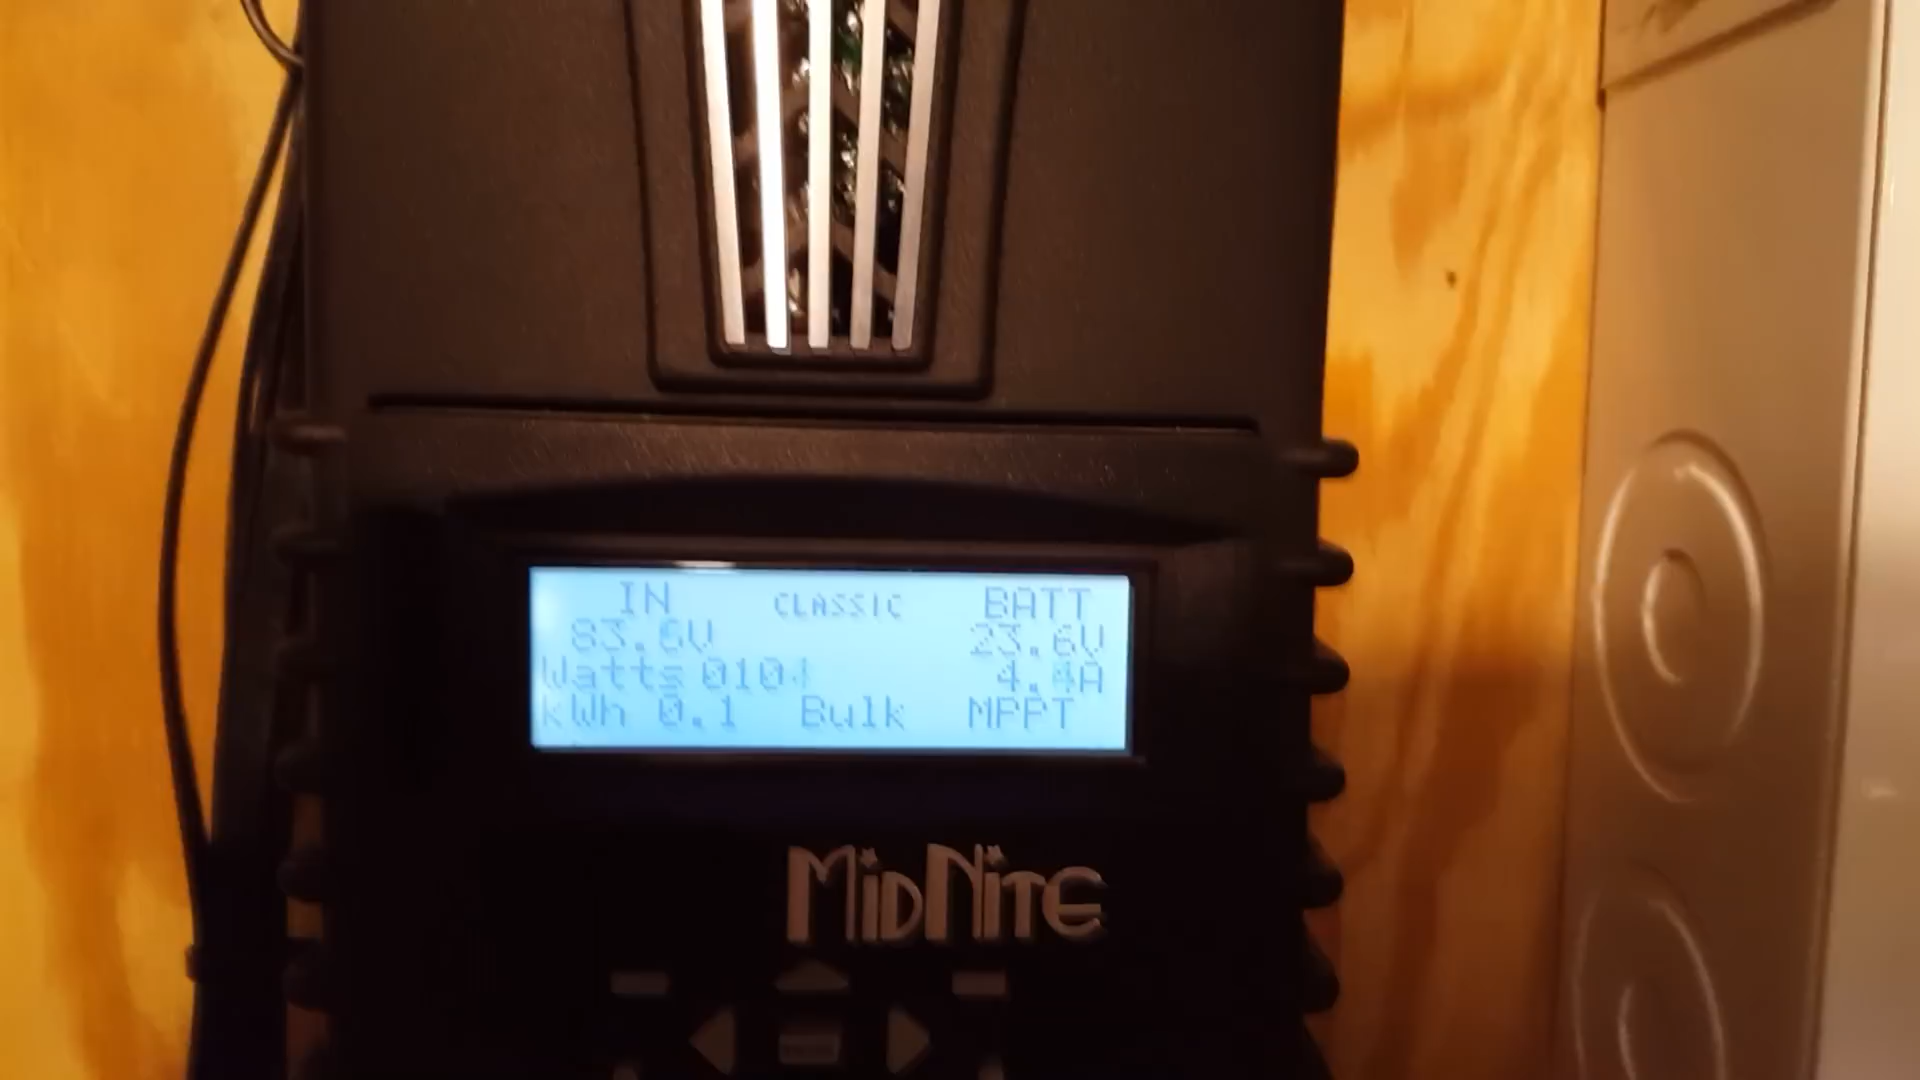 IN CLASSIC BATT
83.6V 23.6V
Watts 0104 4.4A
kWh 0.1 Bulk MPPT
MIDNITE